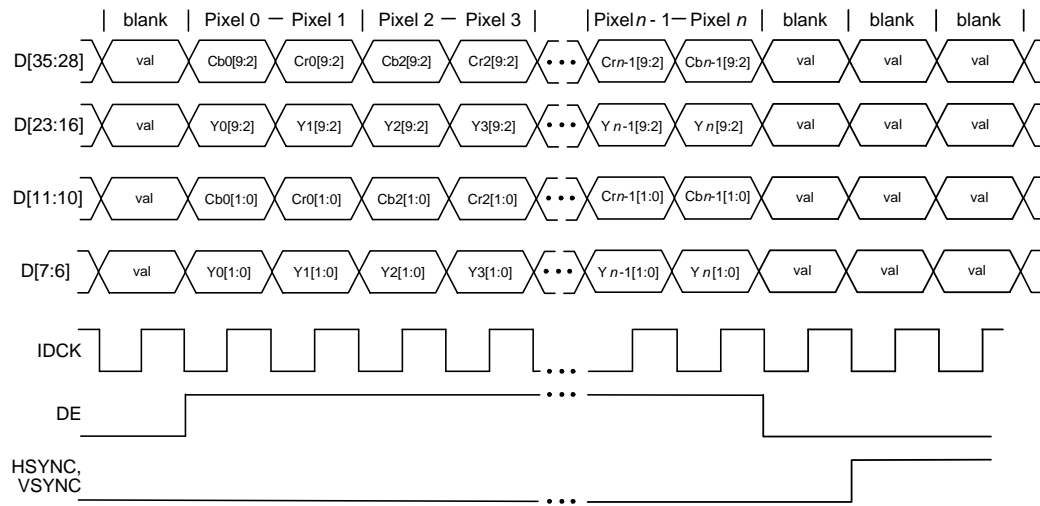 blank Pixel 0 — Pixel 1 Pixel 2 — Pixel 3 Pixel n - 1 — Pixel n blank blank blank
D[35:28] val Cb0[9:2] Cr0[9:2] Cb2[9:2] Cr2[9:2] ••• Crn-1[9:2] Cbn-1[9:2] val val val
D[23:16] val Y0[9:2] Y1[9:2] Y2[9:2] Y3[9:2] ••• Yn-1[9:2] Yn[9:2] val val val
D[11:10] val Cb0[1:0] Cr0[1:0] Cb2[1:0] Cr2[1:0] ••• Crn-1[1:0] Cbn-1[1:0] val val val
D[7:6] val Y0[1:0] Y1[1:0] Y2[1:0] Y3[1:0] ••• Yn-1[1:0] Yn[1:0] val val val
IDCK •••
DE •••
HSYNC,
VSYNC •••